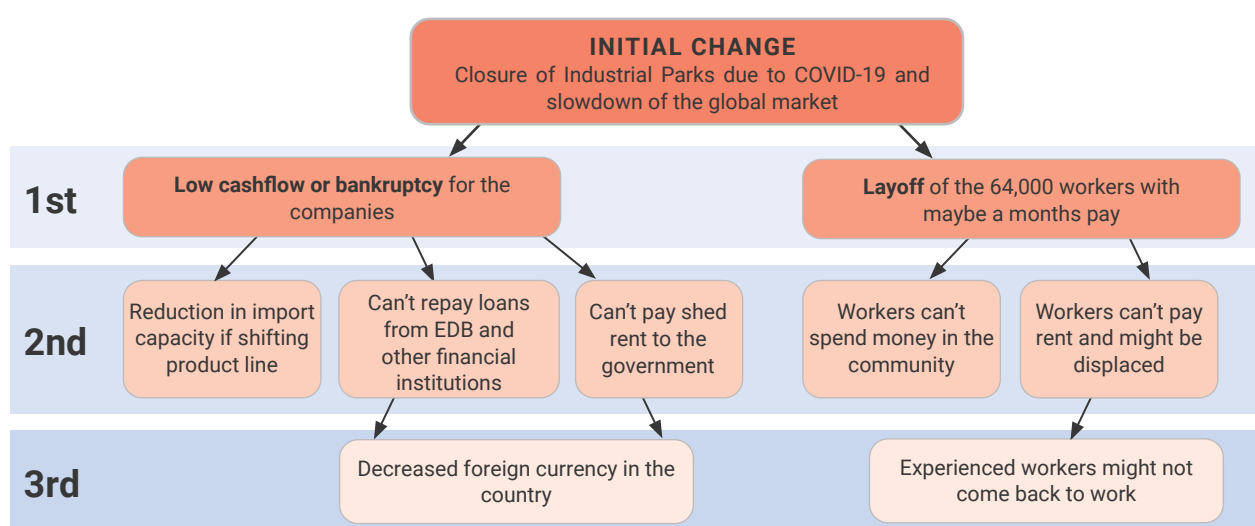 INITIAL CHANGE
Closure of Industrial Parks due to COVID-19 and
slowdown of the global market
1st
Low cashflow or bankruptcy for the
companies
Layoff of the 64,000 workers with
maybe a months pay
2nd
Reduction in import
capacity if shifting
product line
Can’t repay loans
from EDB and
other financial
institutions
Can’t pay shed
rent to the
government
Workers can’t
spend money in the
community
Workers can’t pay
rent and might be
displaced
3rd
Decreased foreign currency in the
country
Experienced workers might not
come back to work